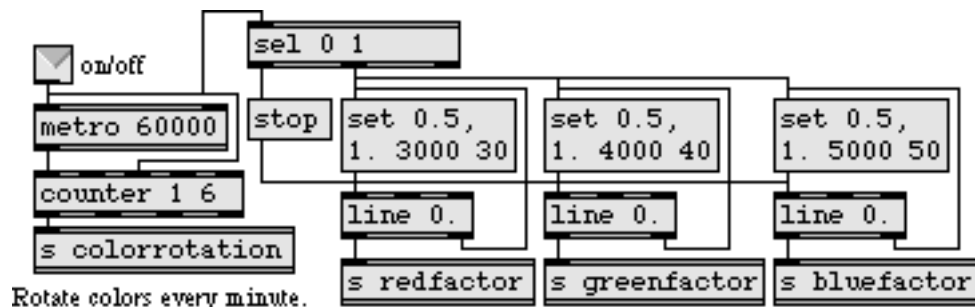 sel 0 1
on/off
metro 60000
stop
set 0.5,
1. 3000 30
set 0.5,
1. 4000 40
set 0.5,
1. 5000 50
counter 1 6
line 0.
line 0.
line 0.
s colorrotation
s redfactor
s greenfactor
s bluefactor
Rotate colors every minute.